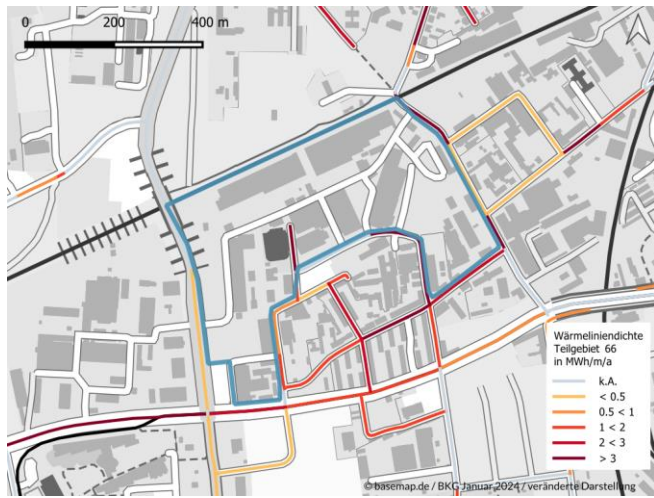 0 200 400 m
Wärmeliniendichte
Teilgebiet 66
in MWh/m/a
k.A.
< 0.5
0.5 < 1
1 < 2
2 < 3
> 3
© basemap.de / BKG Januar 2024 / veränderte Darstellung